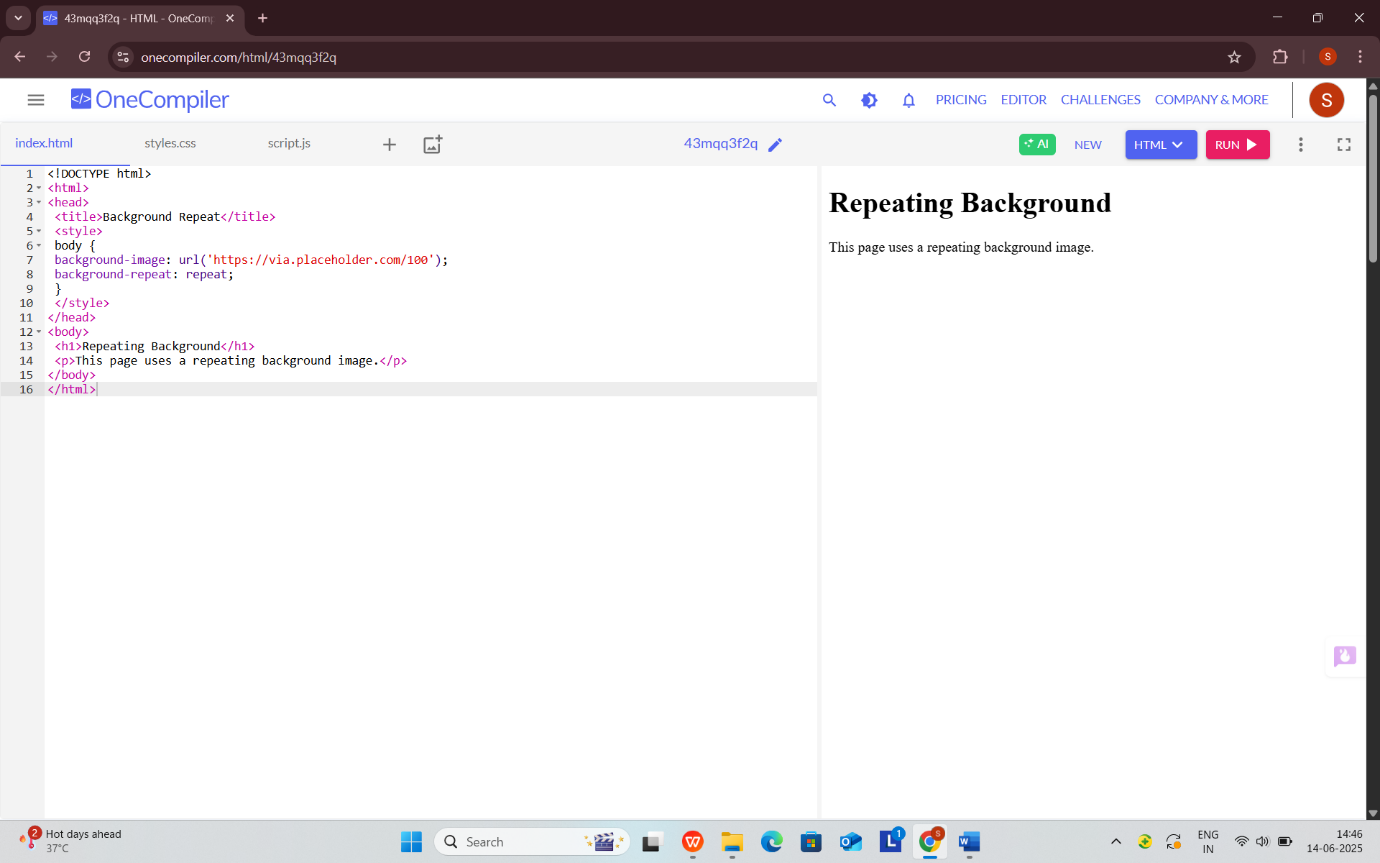 43mqq3f2q - HTML - OneComp
onecompiler.com/html/43mqq3f2q
S
</> OneCompiler
PRICING EDITOR CHALLENGES COMPANY & MORE
S
index.html styles.css script.js
43mqq3f2q
AI NEW HTML RUN
1 <!DOCTYPE html>
2 <html>
3 <head>
4 <title>Background Repeat</title>
5 <style>
6 body {
7 background-image: url('https://via.placeholder.com/100');
8 background-repeat: repeat;
9 }
10 </style>
11 </head>
12 <body>
13 <h1>Repeating Background</h1>
14 <p>This page uses a repeating background image.</p>
15 </body>
16 </html>
Repeating Background
This page uses a repeating background image.
2
Hot days ahead
37°C
Search
1
S
ENG
IN
14:46
14-06-2025